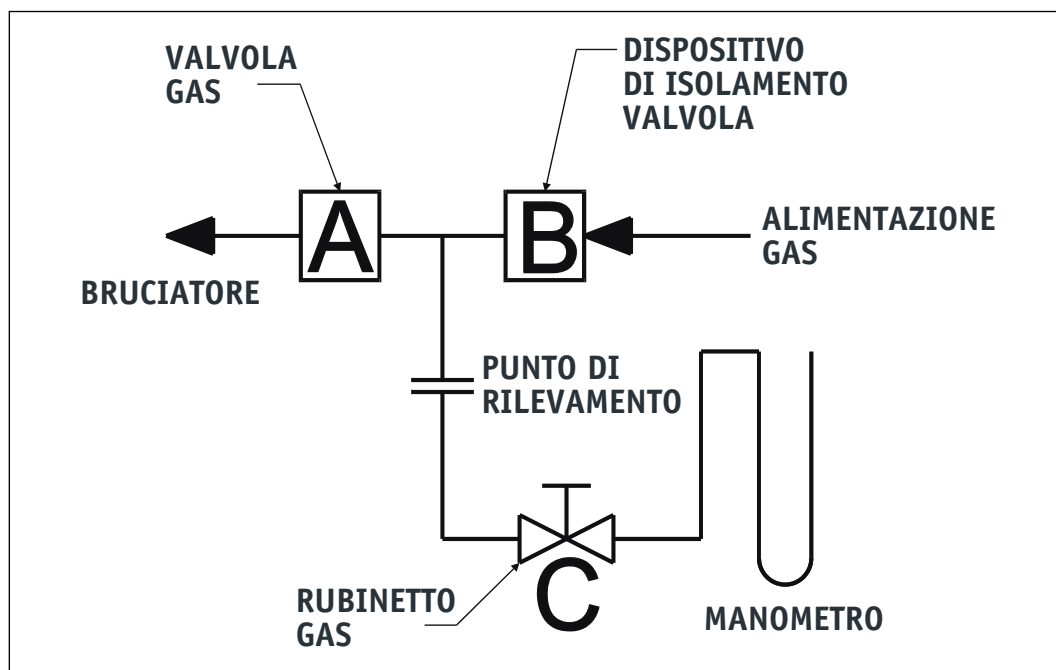 VALVOLA
GAS
DISPOSITIVO
DI ISOLAMENTO
VALVOLA
A
B
ALIMENTAZIONE
GAS
BRUCIATORE
PUNTO DI
RILEVAMENTO
C
RUBINETTO
GAS
MANOMETRO